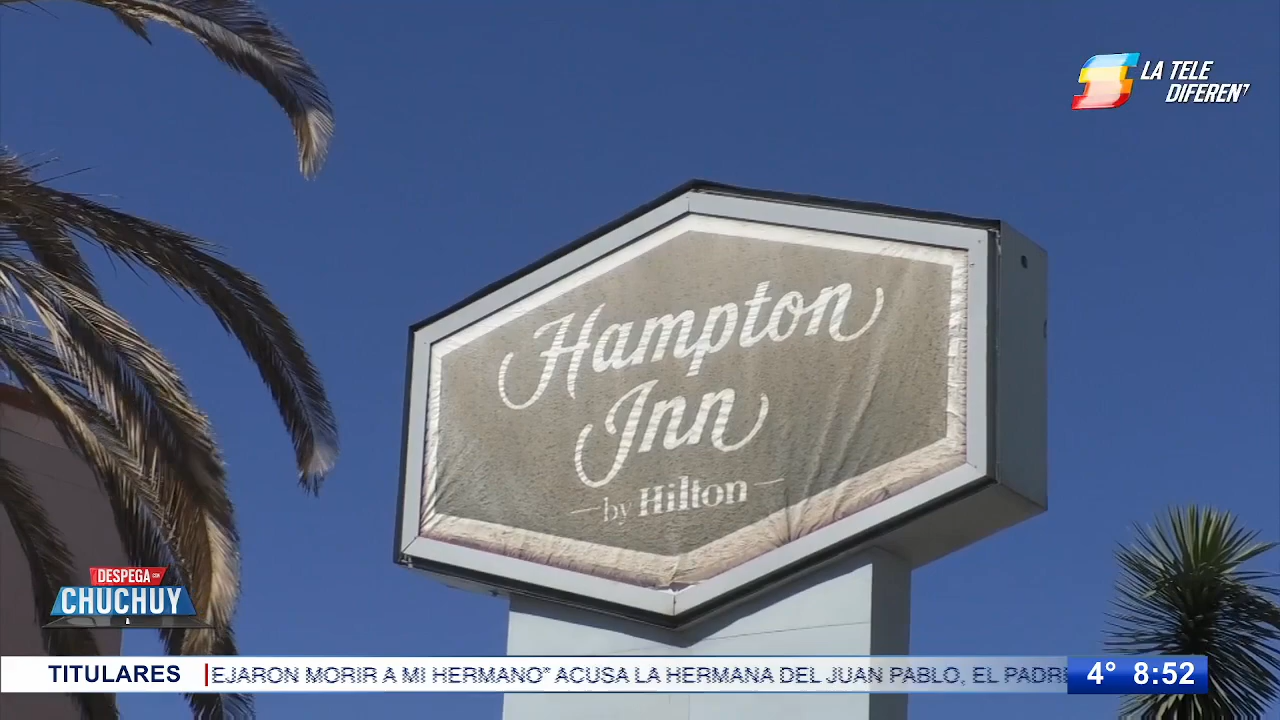 LA TELE
DIFEREN
Hampton
Inn
by Hilton
DESPEGA CON
CHUCHUY
TITULARES
EJARON MORIR A MI HERMANO" ACUSA LA HERMANA DEL JUAN PABLO, EL PADR
4° 8:52